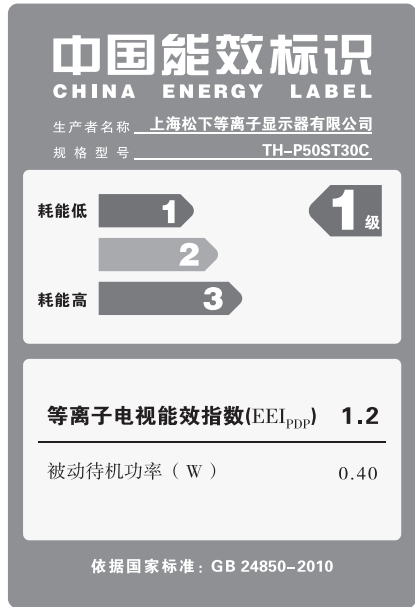 中国能效标识
CHINA ENERGY LABEL
生产者名称 上海松下等离子显示器有限公司
规格型号 TH-P50ST30C
耗能低 1 1级
2
耗能高 3
等离子电视能效指数(EEIPDP) 1.2
被动待机功率（W） 0.40
依据国家标准：GB 24850-2010